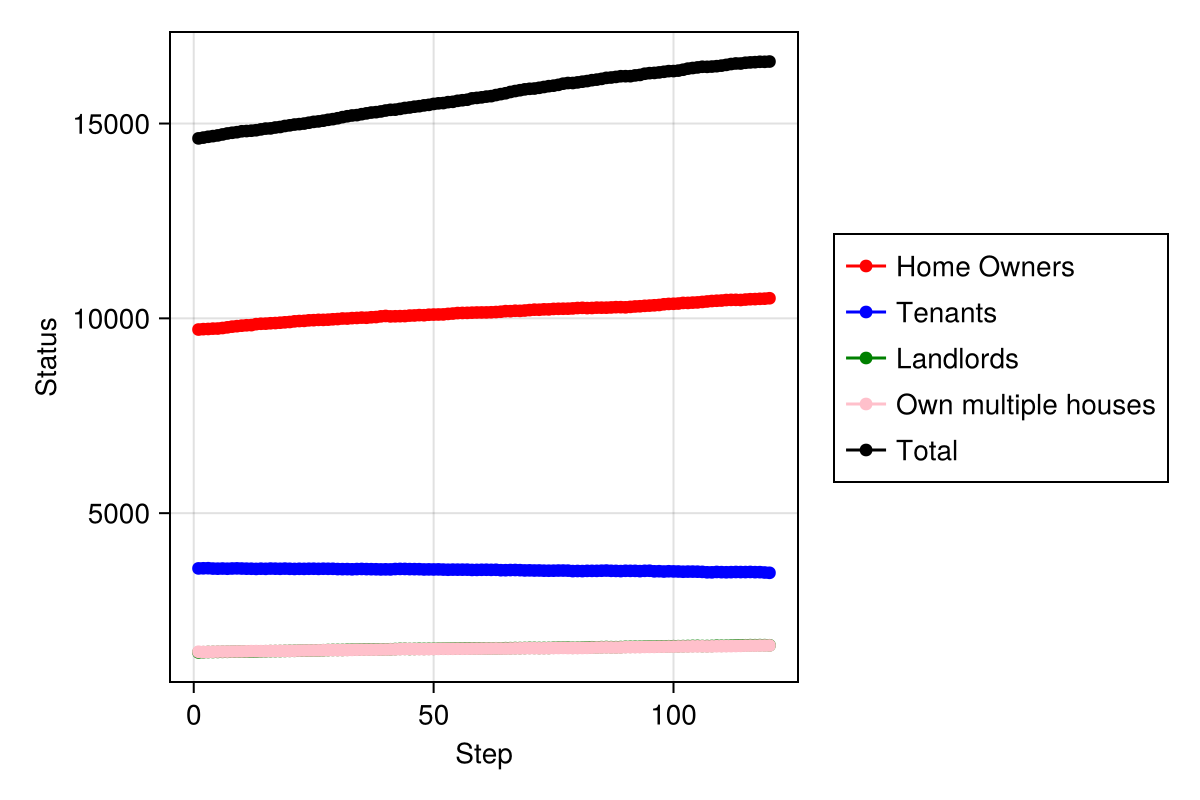 15000
10000
5000
Status
0
50
100
Step
Home Owners
Tenants
Landlords
Own multiple houses
Total